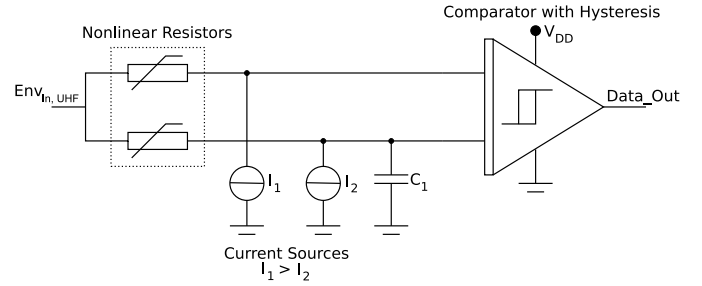 Comparator with Hysteresis
Nonlinear Resistors
V_DD
Env_In, UHF
Data_Out
I_1
I_2
C_1
Current Sources
I_1 > I_2